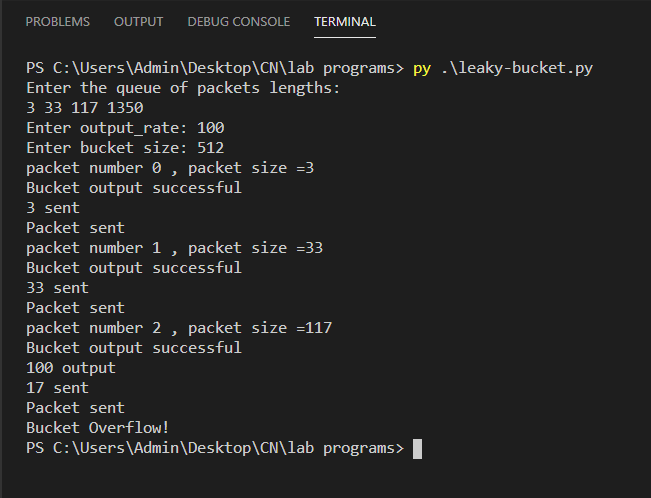 PROBLEMS OUTPUT DEBUG CONSOLE TERMINAL
PS C:\Users\Admin\Desktop\CN\lab programs> py .\leaky-bucket.py
Enter the queue of packets lengths:
3 33 117 1350
Enter output_rate: 100
Enter bucket size: 512
packet number 0 , packet size =3
Bucket output successful
3 sent
Packet sent
packet number 1 , packet size =33
Bucket output successful
33 sent
Packet sent
packet number 2 , packet size =117
Bucket output successful
100 output
17 sent
Packet sent
Bucket Overflow!
PS C:\Users\Admin\Desktop\CN\lab programs>